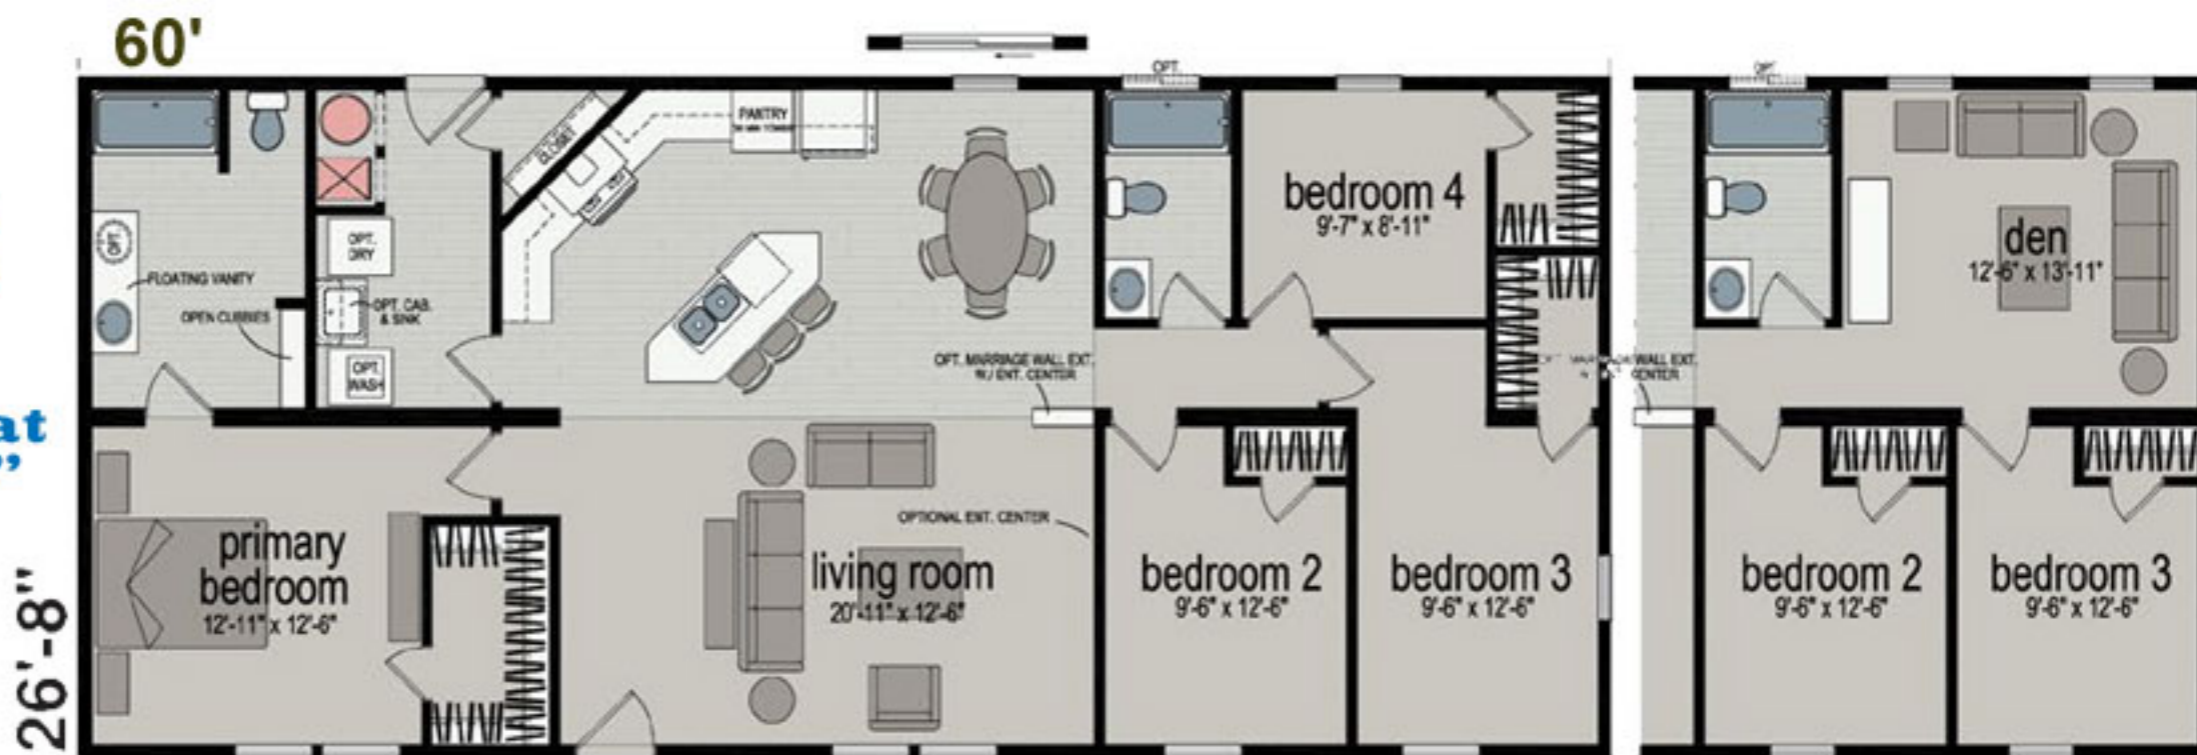 60'
26'-8"
at
”
OPT.
PANTRY
CLOSET
OPT.
FLOATING VANITY
OPEN CUBBIES
OPT.
DRY
OPT. CAB.
& SINK
OPT.
WASH
OPT. MARRIAGE WALL EXT.
W/ ENT. CENTER
bedroom 4
9'-7" x 8'-11"
primary
bedroom
12'-11" x 12'-6"
living room
20'-11" x 12'-6"
OPTIONAL ENT. CENTER
bedroom 2
9'-6" x 12'-6"
bedroom 3
9'-6" x 12'-6"
OPT.
den
12'-6" x 13'-11"
WALL EXT.
CENTER
bedroom 2
9'-6" x 12'-6"
bedroom 3
9'-6" x 12'-6"